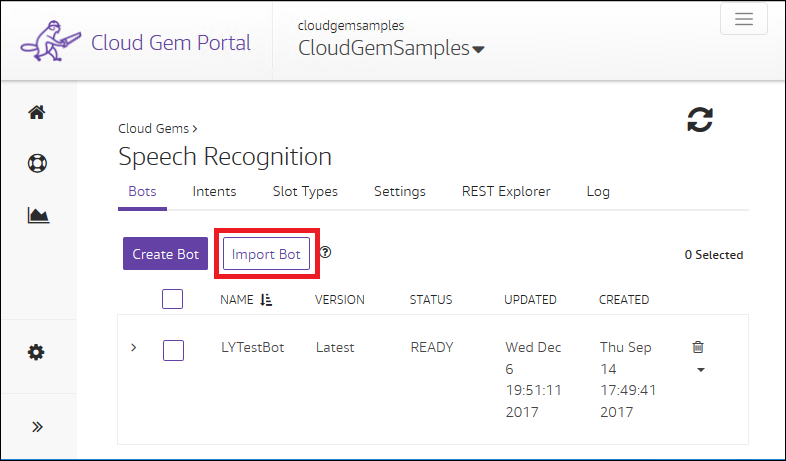 Cloud Gem Portal
cloudgemsamples
CloudGemSamples
Cloud Gems >
Speech Recognition
Bots Intents Slot Types Settings REST Explorer Log
Create Bot Import Bot ? 0 Selected
NAME VERSION STATUS UPDATED CREATED
LYTestBot Latest READY Wed Dec Thu Sep
6 14
19:51:11 17:49:41
2017 2017